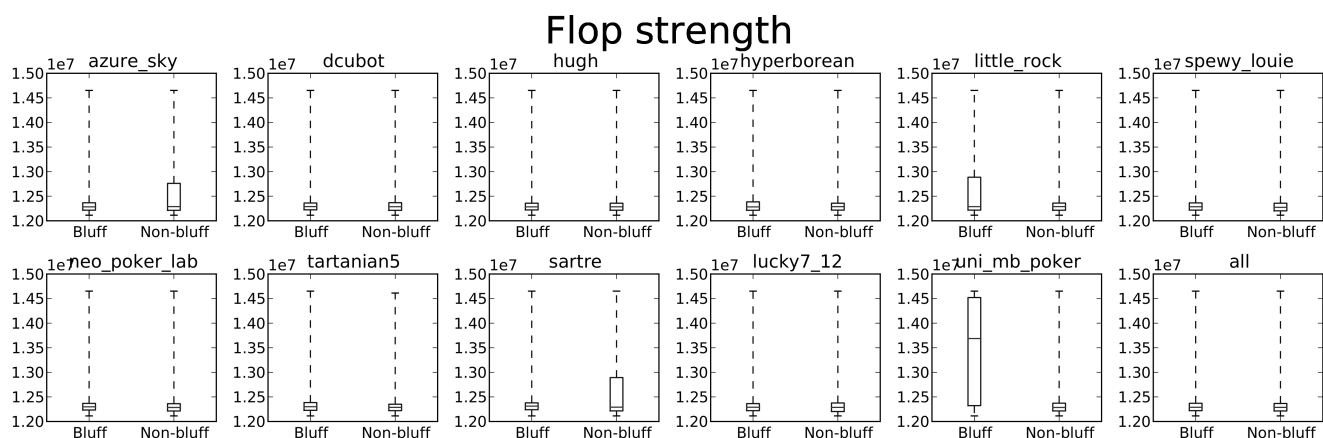 Flop strength
1e7 azure_sky 1e7 dcubot 1e7 hugh 1e7 hyperborean 1e7 little_rock 1e7 spewy_louie
1.50 1.50 1.50 1.50 1.50 1.50
1.45 1.45 1.45 1.45 1.45 1.45
1.40 1.40 1.40 1.40 1.40 1.40
1.35 1.35 1.35 1.35 1.35 1.35
1.30 1.30 1.30 1.30 1.30 1.30
1.25 1.25 1.25 1.25 1.25 1.25
1.20 1.20 1.20 1.20 1.20 1.20
Bluff Non-bluff Bluff Non-bluff Bluff Non-bluff Bluff Non-bluff Bluff Non-bluff Bluff Non-bluff
1e7 neo_poker_lab 1e7 tartanian5 1e7 sartre 1e7 lucky7_12 1e7 uni_mb_poker 1e7 all
1.50 1.50 1.50 1.50 1.50 1.50
1.45 1.45 1.45 1.45 1.45 1.45
1.40 1.40 1.40 1.40 1.40 1.40
1.35 1.35 1.35 1.35 1.35 1.35
1.30 1.30 1.30 1.30 1.30 1.30
1.25 1.25 1.25 1.25 1.25 1.25
1.20 1.20 1.20 1.20 1.20 1.20
Bluff Non-bluff Bluff Non-bluff Bluff Non-bluff Bluff Non-bluff Bluff Non-bluff Bluff Non-bluff